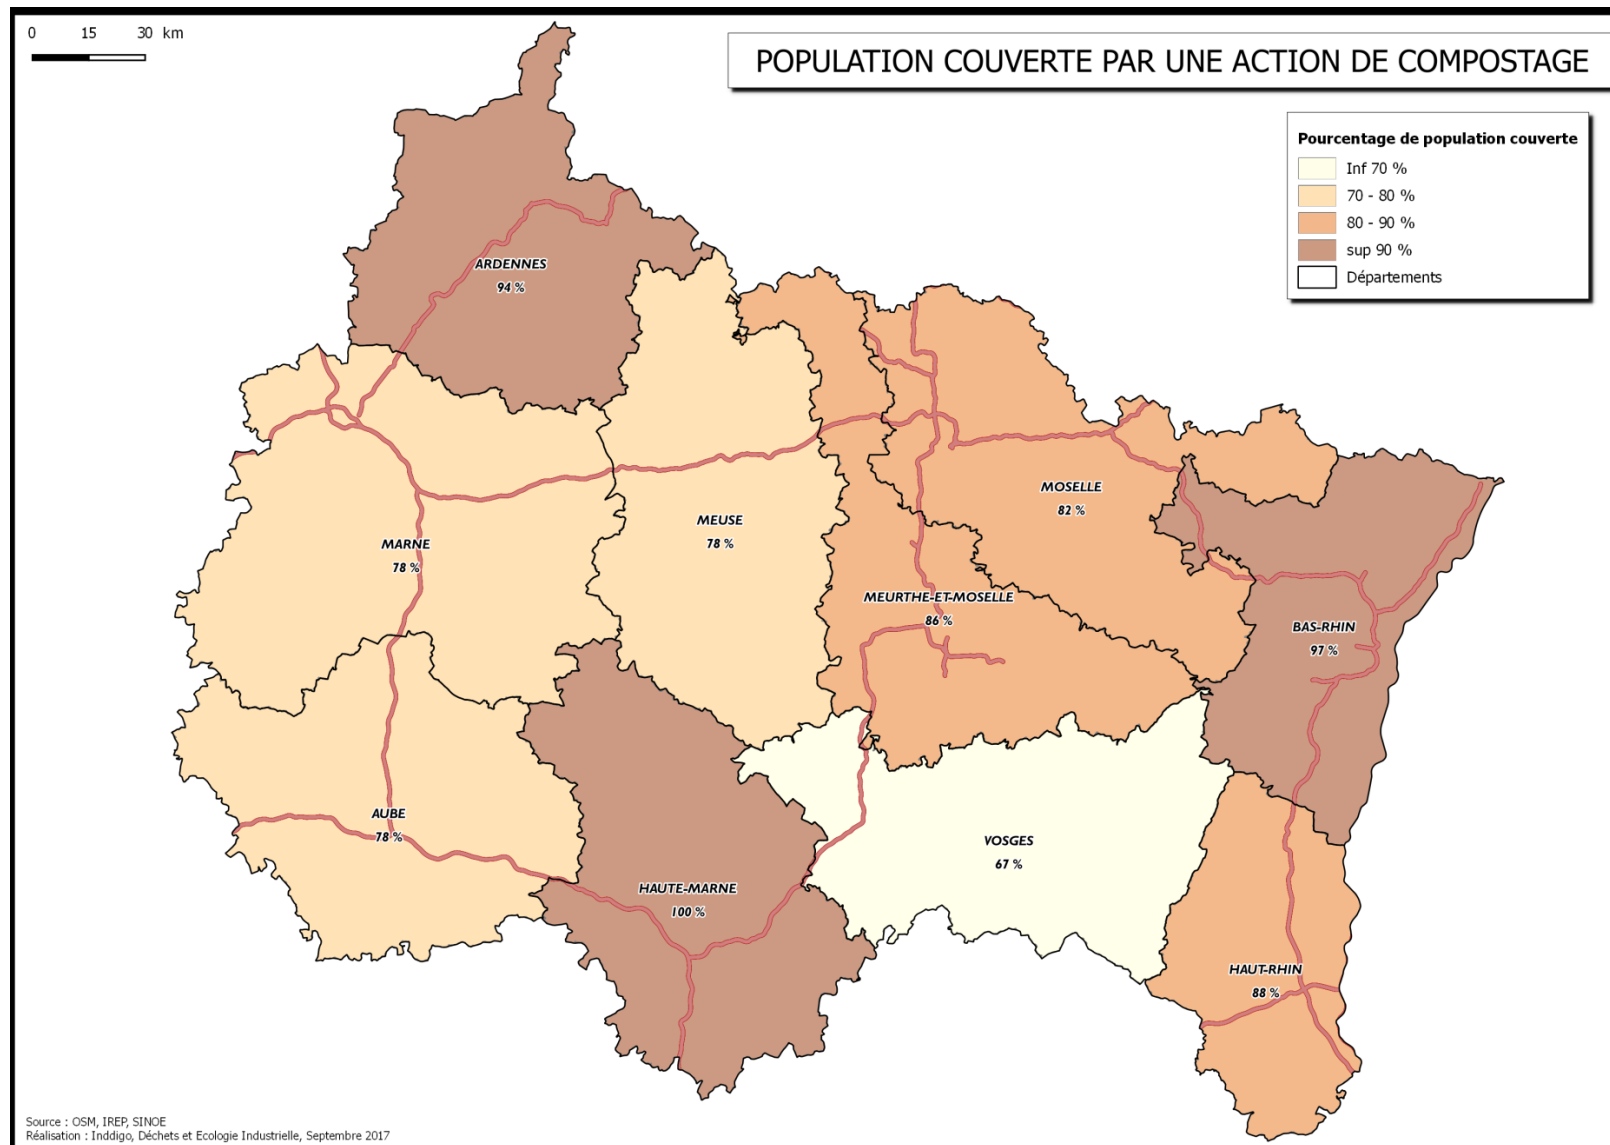 0 15 30 km
POPULATION COUVERTE PAR UNE ACTION DE COMPOSTAGE
Pourcentage de population couverte
Inf 70 %
70 - 80 %
80 - 90 %
sup 90 %
Départements
ARDENNES
94 %
MOSELLE
82 %
MEUSE
78 %
MARNE
78 %
MEURTHE-ET-MOSELLE
86 %
BAS-RHIN
97 %
AUBE
78 %
VOSGES
67 %
HAUTE-MARNE
100 %
HAUT-RHIN
88 %
Source : OSM, IREP, SINOE
Réalisation : Inddigo, Déchets et Ecologie Industrielle, Septembre 2017